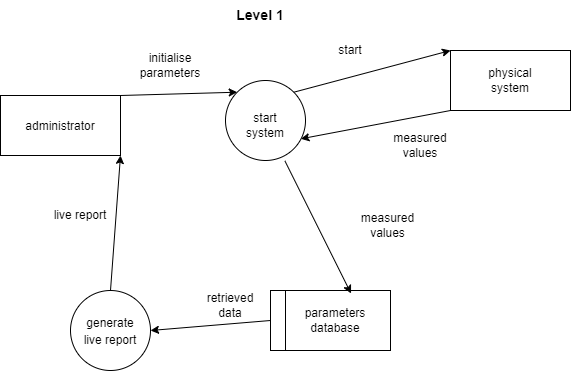 Level 1
initialise
parameters
start
physical
system
administrator
start
system
measured
values
live report
measured
values
retrieved
data
parameters
database
generate
live report